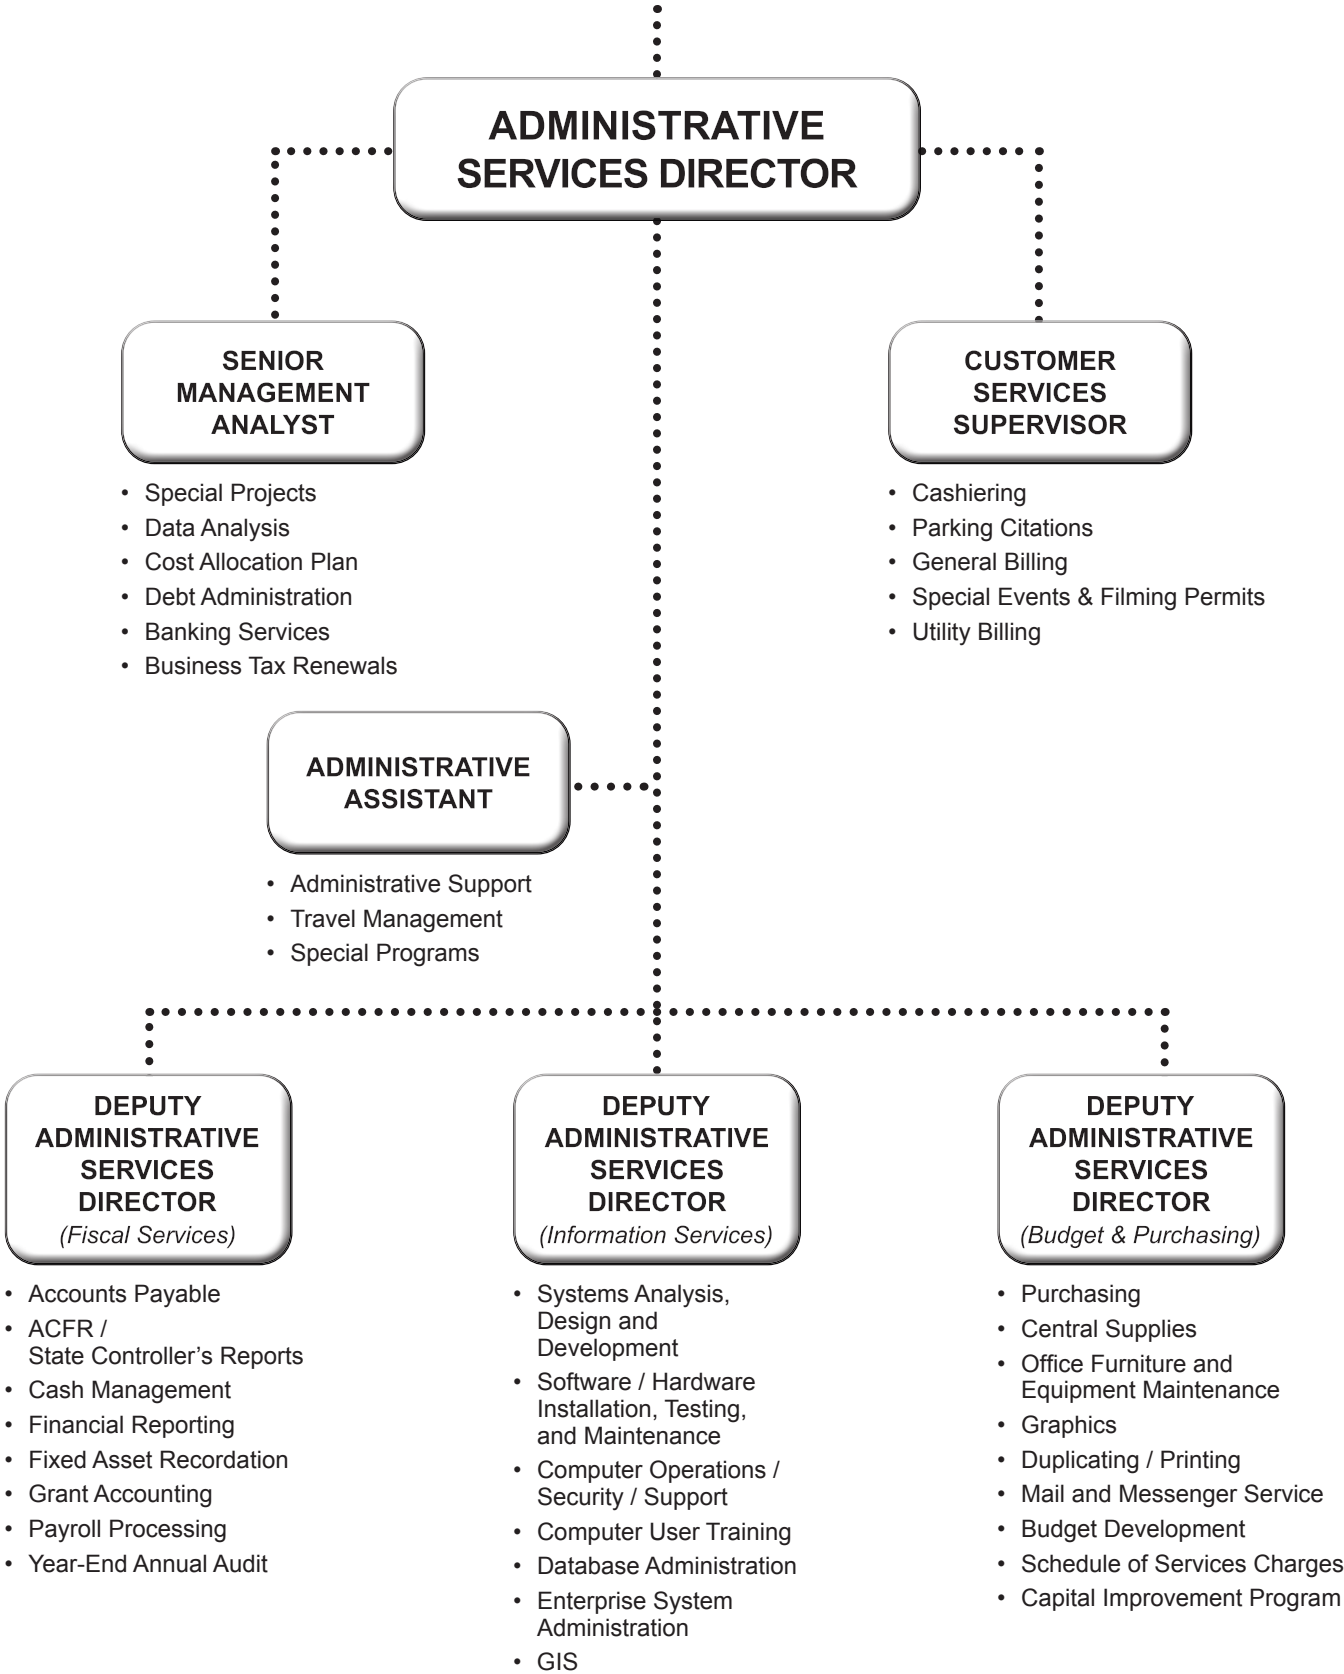 ADMINISTRATIVE
SERVICES DIRECTOR
SENIOR
MANAGEMENT
ANALYST
• Special Projects
• Data Analysis
• Cost Allocation Plan
• Debt Administration
• Banking Services
• Business Tax Renewals
CUSTOMER
SERVICES
SUPERVISOR
• Cashiering
• Parking Citations
• General Billing
• Special Events & Filming Permits
• Utility Billing
ADMINISTRATIVE
ASSISTANT
• Administrative Support
• Travel Management
• Special Programs
DEPUTY
ADMINISTRATIVE
SERVICES
DIRECTOR
(Fiscal Services)
• Accounts Payable
• ACFR /
State Controller’s Reports
• Cash Management
• Financial Reporting
• Fixed Asset Recordation
• Grant Accounting
• Payroll Processing
• Year-End Annual Audit
DEPUTY
ADMINISTRATIVE
SERVICES
DIRECTOR
(Information Services)
• Systems Analysis,
Design and
Development
• Software / Hardware
Installation, Testing,
and Maintenance
• Computer Operations /
Security / Support
• Computer User Training
• Database Administration
• Enterprise System
Administration
• GIS
DEPUTY
ADMINISTRATIVE
SERVICES
DIRECTOR
(Budget & Purchasing)
• Purchasing
• Central Supplies
• Office Furniture and
Equipment Maintenance
• Graphics
• Duplicating / Printing
• Mail and Messenger Service
• Budget Development
• Schedule of Services Charges
• Capital Improvement Program